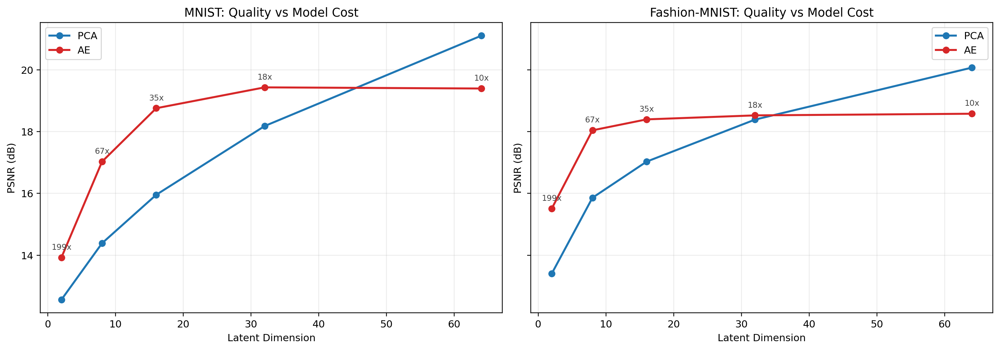 MNIST: Quality vs Model Cost
PCA
AE
199x
67x
35x
18x
10x
20
18
16
14
PSNR (dB)
0 10 20 30 40 50 60
Latent Dimension
Fashion-MNIST: Quality vs Model Cost
PCA
AE
199x
67x
35x
18x
10x
PSNR (dB)
0 10 20 30 40 50 60
Latent Dimension